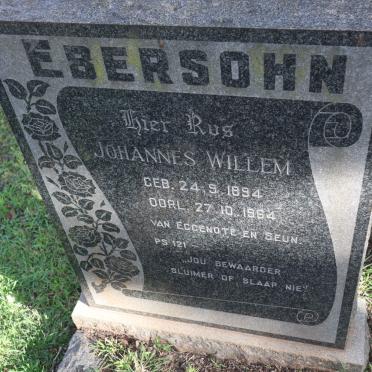 EBERSOHN
Hier Rus
JOHANNES WILLEM
GEB. 24. 9. 1894
OORL. 27. 10. 1964
VAN EGGENOTE EN SEUN.
PS 121
„JOU BEWAARDER
SLUIMER OF SLAAP NIE"